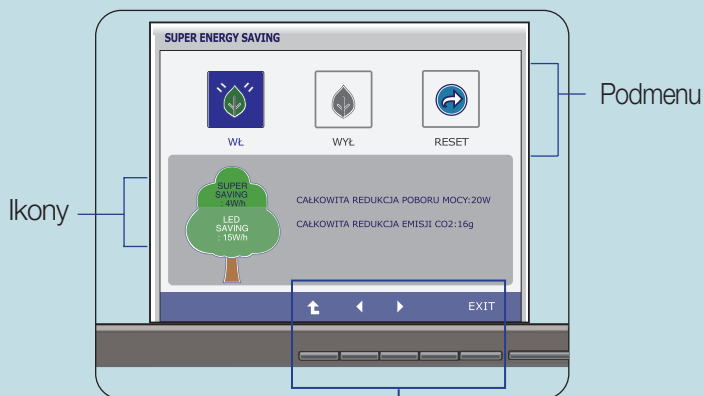 SUPER ENERGY SAVING
Podmenu
WŁ
WYŁ
RESET
Ikony
SUPER
SAVING
: 4W/h
LED
SAVING
: 15W/h
CAŁKOWITA REDUKCJA POBORU MOCY:20W
CAŁKOWITA REDUKCJA EMISJI CO2:16g
EXIT